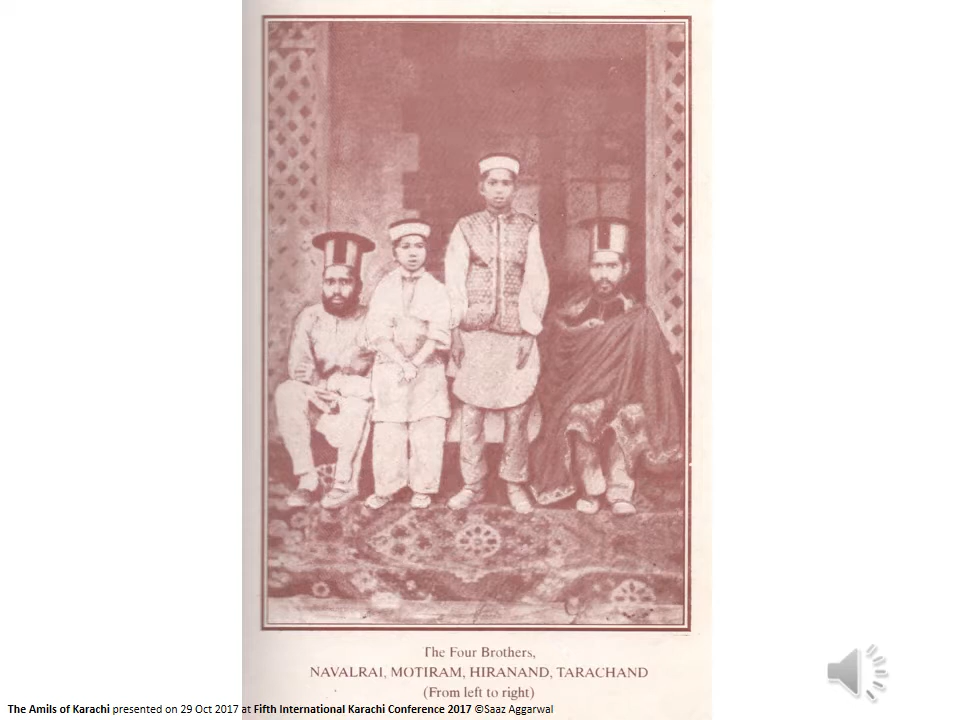 The Four Brothers,
NAVALRAI, MOTIRAM, HIRANAND, TARACHAND
(From left to right)
The Amils of Karachi presented on 29 Oct 2017 at Fifth International Karachi Conference 2017 ©Saaz Aggarwal